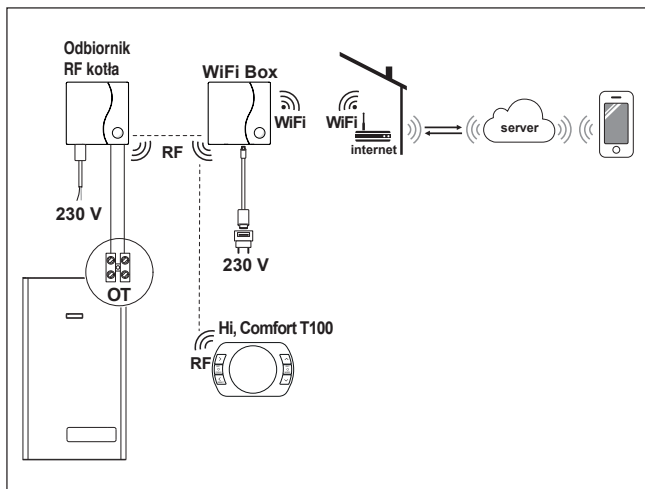 Odbiornik
RF kotła
WiFi Box
WiFi
WiFi
internet
server
RF
230 V
230 V
OT
Hi, Comfort T100
RF